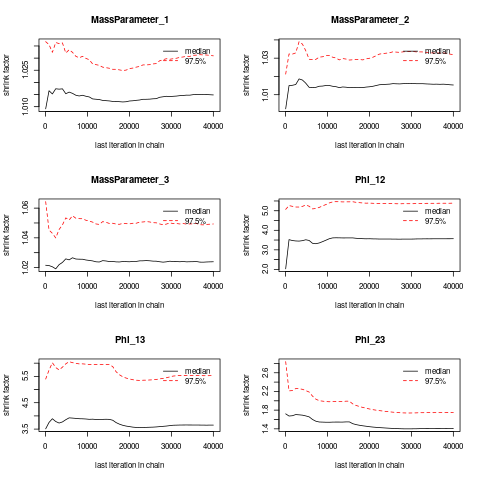 MassParameter_1
shrink factor
1.010 1.025
median
97.5%
0 10000 20000 30000 40000
last iteration in chain
MassParameter_2
shrink factor
1.01 1.03
median
97.5%
0 10000 20000 30000 40000
last iteration in chain
MassParameter_3
shrink factor
1.02 1.04 1.06
median
97.5%
0 10000 20000 30000 40000
last iteration in chain
Phi_12
shrink factor
2.0 3.0 4.0 5.0
median
97.5%
0 10000 20000 30000 40000
last iteration in chain
Phi_13
shrink factor
3.5 4.5 5.5
median
97.5%
0 10000 20000 30000 40000
last iteration in chain
Phi_23
shrink factor
1.4 1.8 2.2 2.6
median
97.5%
0 10000 20000 30000 40000
last iteration in chain